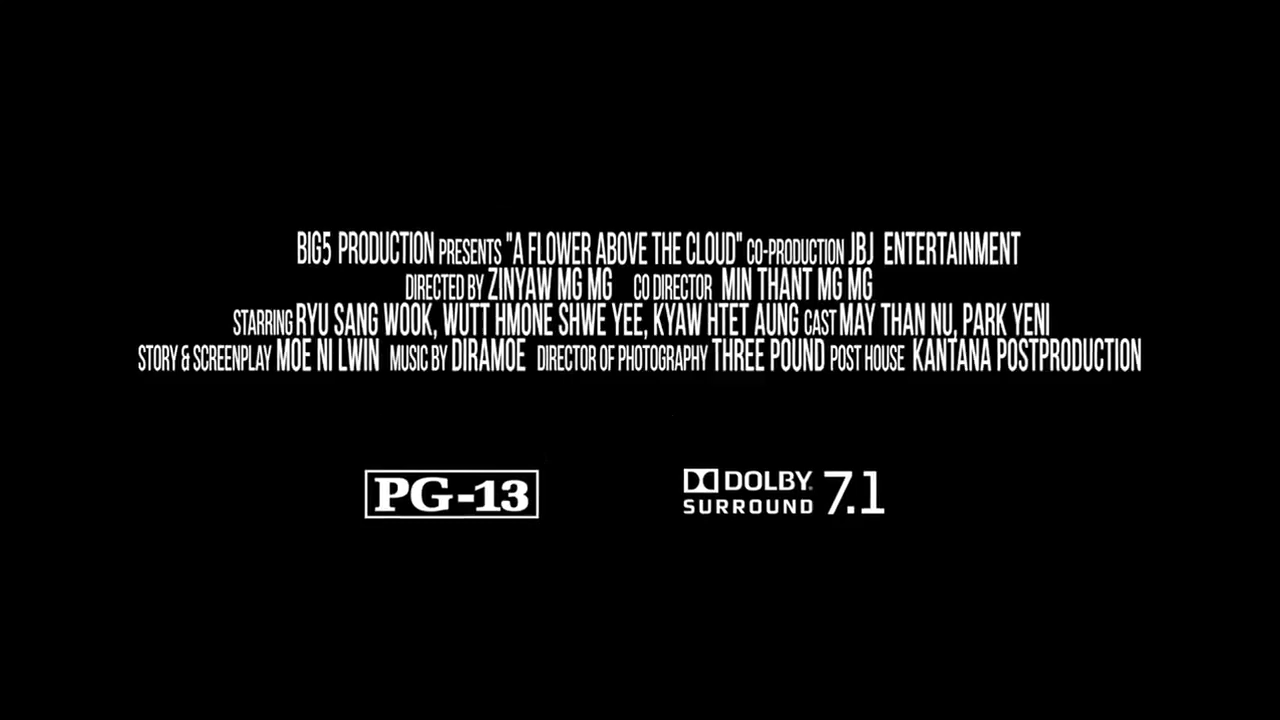 BIG5 PRODUCTION PRESENTS "A FLOWER ABOVE THE CLOUD" CO-PRODUCTION JBJ ENTERTAINMENT
DIRECTED BY ZINYAW MG MG CO DIRECTOR MIN THANT MG MG
STARRING RYU SANG WOOK, WUTT HMONE SHWE YEE, KYAW HTET AUNG CAST MAY THAN NU, PARK YENI
STORY & SCREENPLAY MOE NI LWIN MUSIC BY DIRAMOE DIRECTOR OF PHOTOGRAPHY THREE POUND POST HOUSE KANTANA POSTPRODUCTION
PG-13
DOLBY
SURROUND 7.1